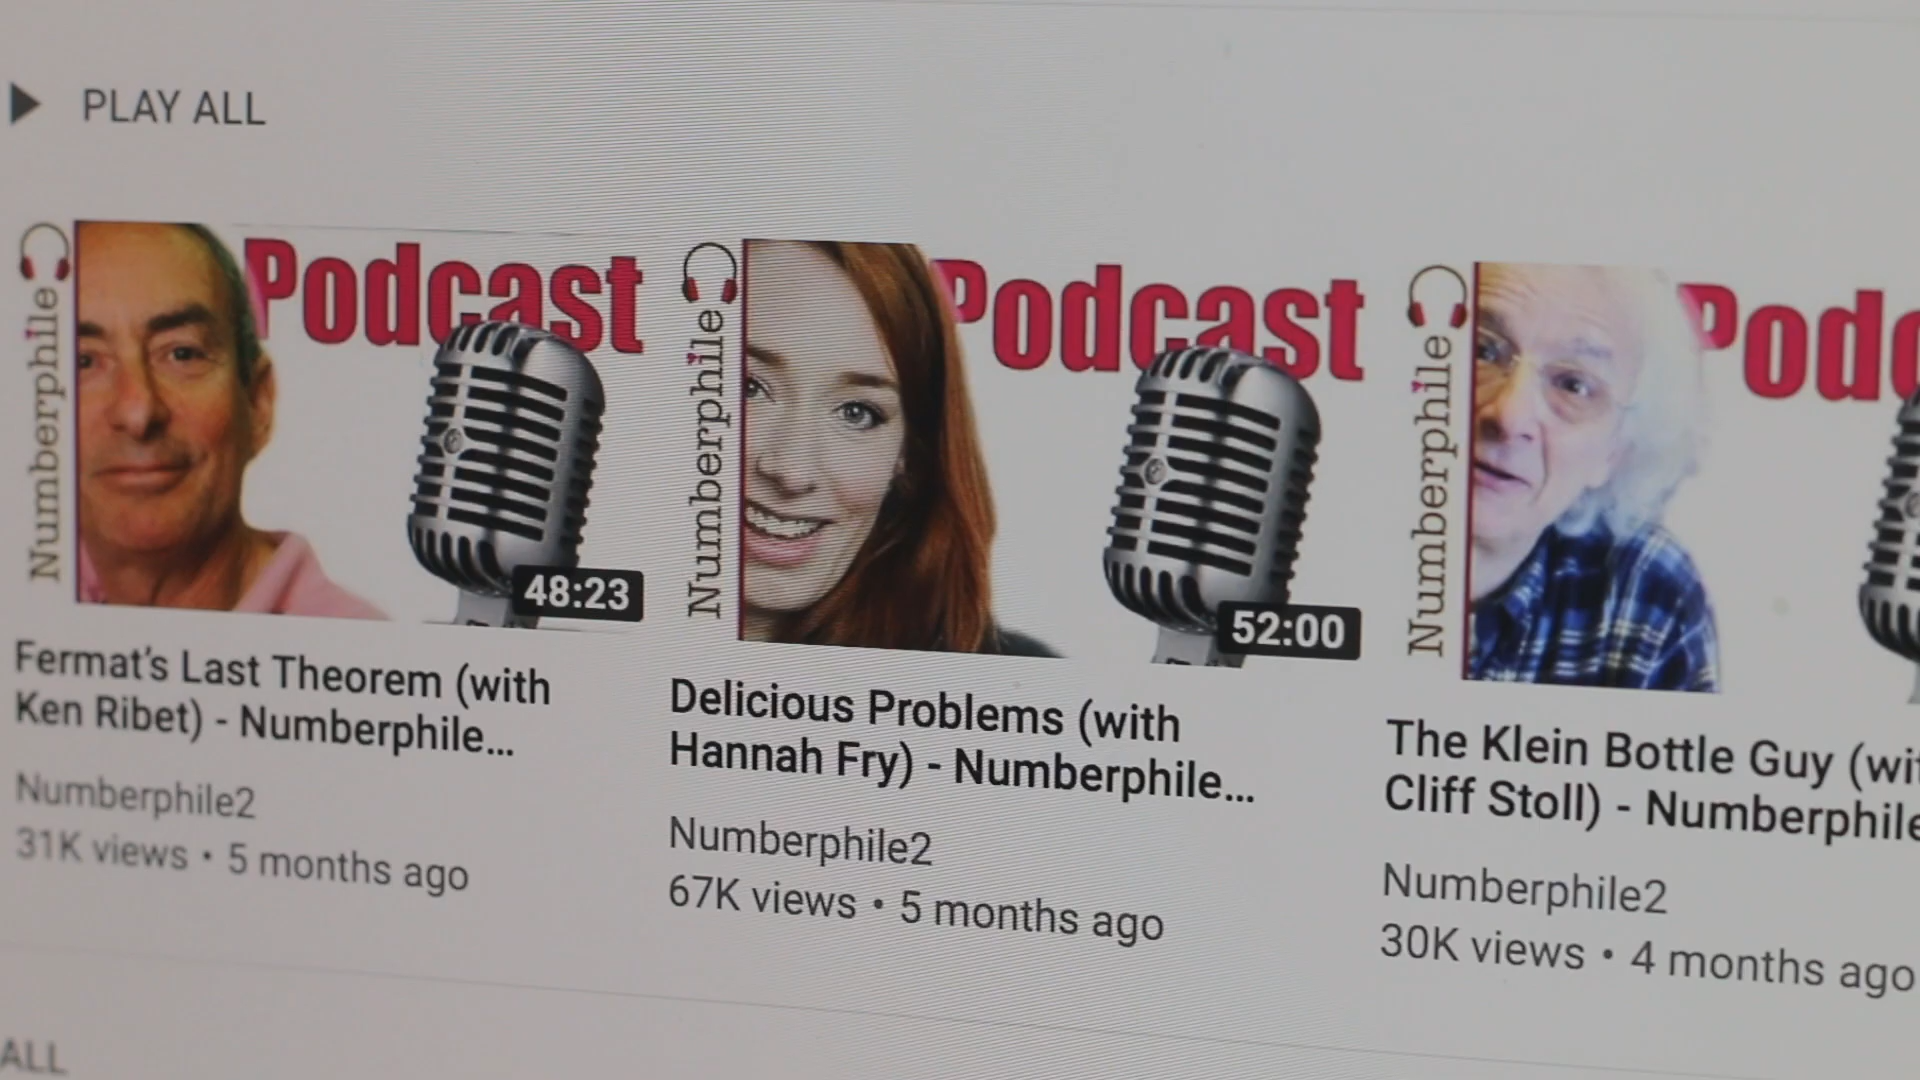 PLAY ALL
Numberphile
Podcast
48:23
Fermat's Last Theorem (with
Ken Ribet) - Numberphile...
Numberphile2
31K views • 5 months ago
Numberphile
Podcast
52:00
Delicious Problems (with
Hannah Fry) - Numberphile...
Numberphile2
67K views • 5 months ago
Numberphile
Podc
The Klein Bottle Guy (wit
Cliff Stoll) - Numberphile
Numberphile2
30K views • 4 months ago
ALL